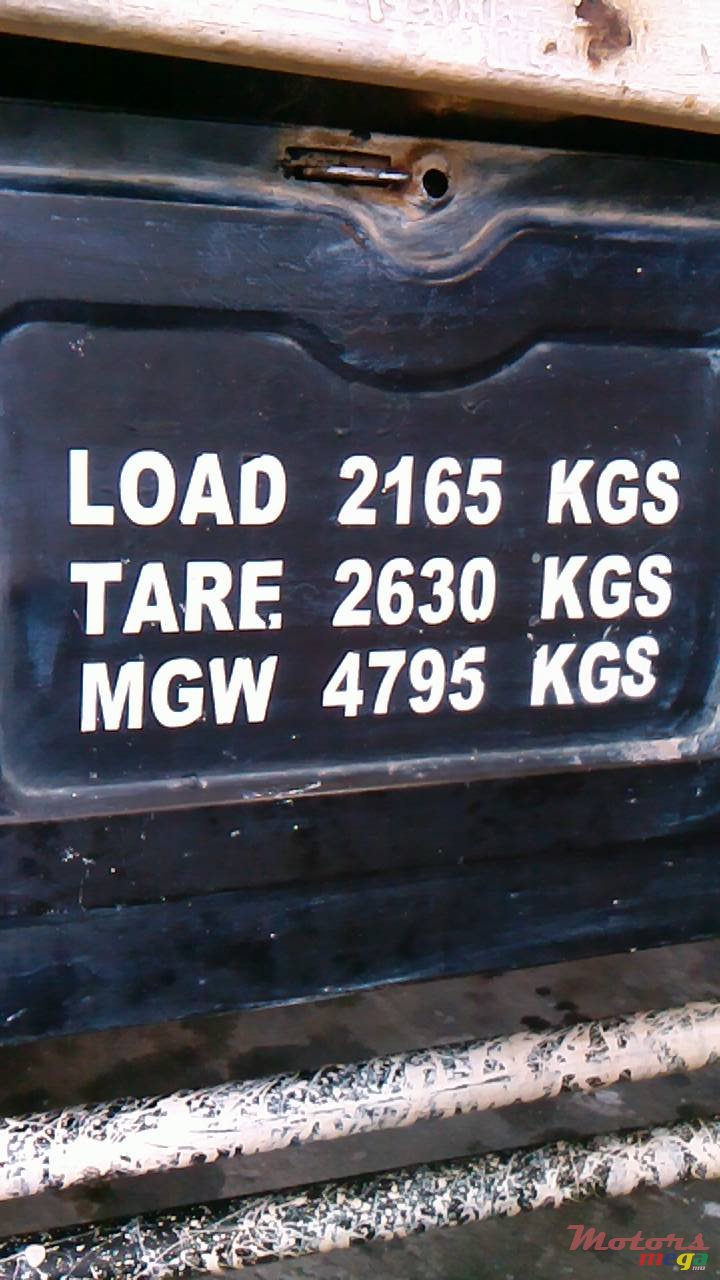 LOAD 2165 KGS
TARE 2630 KGS
MGW 4795 KGS
Motors
mega